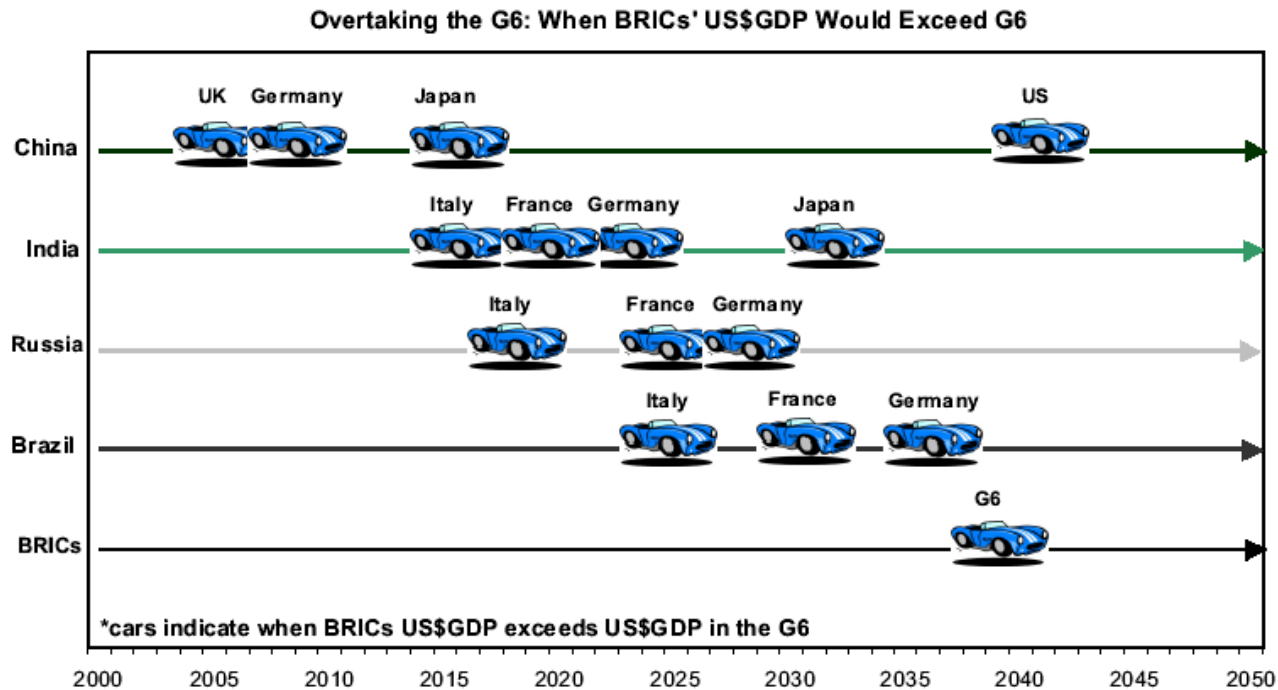 Overtaking the G6: When BRICs' US$GDP Would Exceed G6
UK Germany Japan US
China
Italy France Germany Japan
India
Italy France Germany
Russia
Italy France Germany
Brazil
G6
BRICs
*cars indicate when BRICs US$GDP exceeds US$GDP in the G6
2000 2005 2010 2015 2020 2025 2030 2035 2040 2045 2050